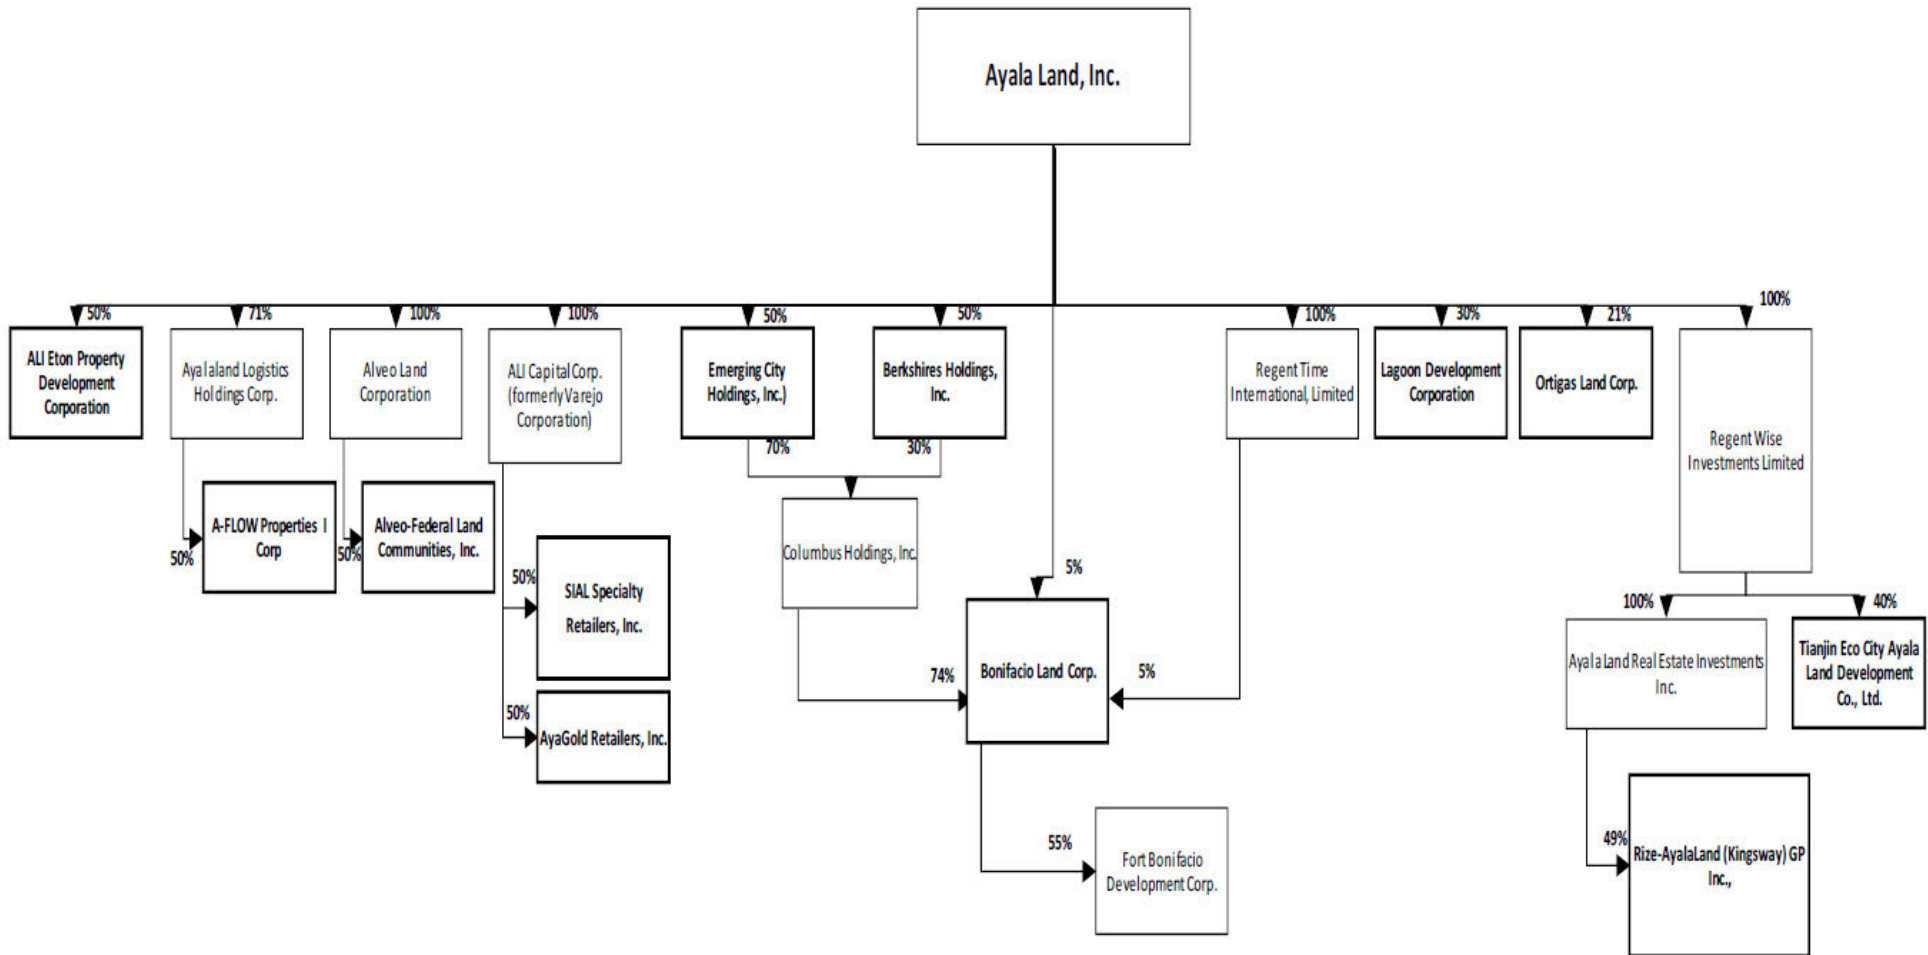 Ayala Land, Inc.
50%
71%
100%
100%
50%
50%
100%
30%
21%
100%
ALI Eton Property
Development
Corporation
Ayalaland Logistics
Holdings Corp.
Alveo Land
Corporation
ALI Capital Corp.
(formerly Varejo
Corporation)
Emerging City
Holdings, Inc.)
Berkshires Holdings,
Inc.
Regent Time
International, Limited
Lagoon Development
Corporation
Ortigas Land Corp.
Regent Wise
Investments Limited
70%
30%
A-FLOW Properties I
Corp
50%
Alveo-Federal Land
Communities, Inc.
50%
50%
SIAL Specialty
Retailers, Inc.
50%
AyaGold Retailers, Inc.
Columbus Holdings, Inc.
5%
74%
Bonifacio Land Corp.
5%
55%
Fort Bonifacio
Development Corp.
100%
40%
Ayala Land Real Estate Investments
Inc.
Tianjin Eco City Ayala
Land Development
Co., Ltd.
49%
Rize-AyalaLand (Kingsway) GP
Inc.,